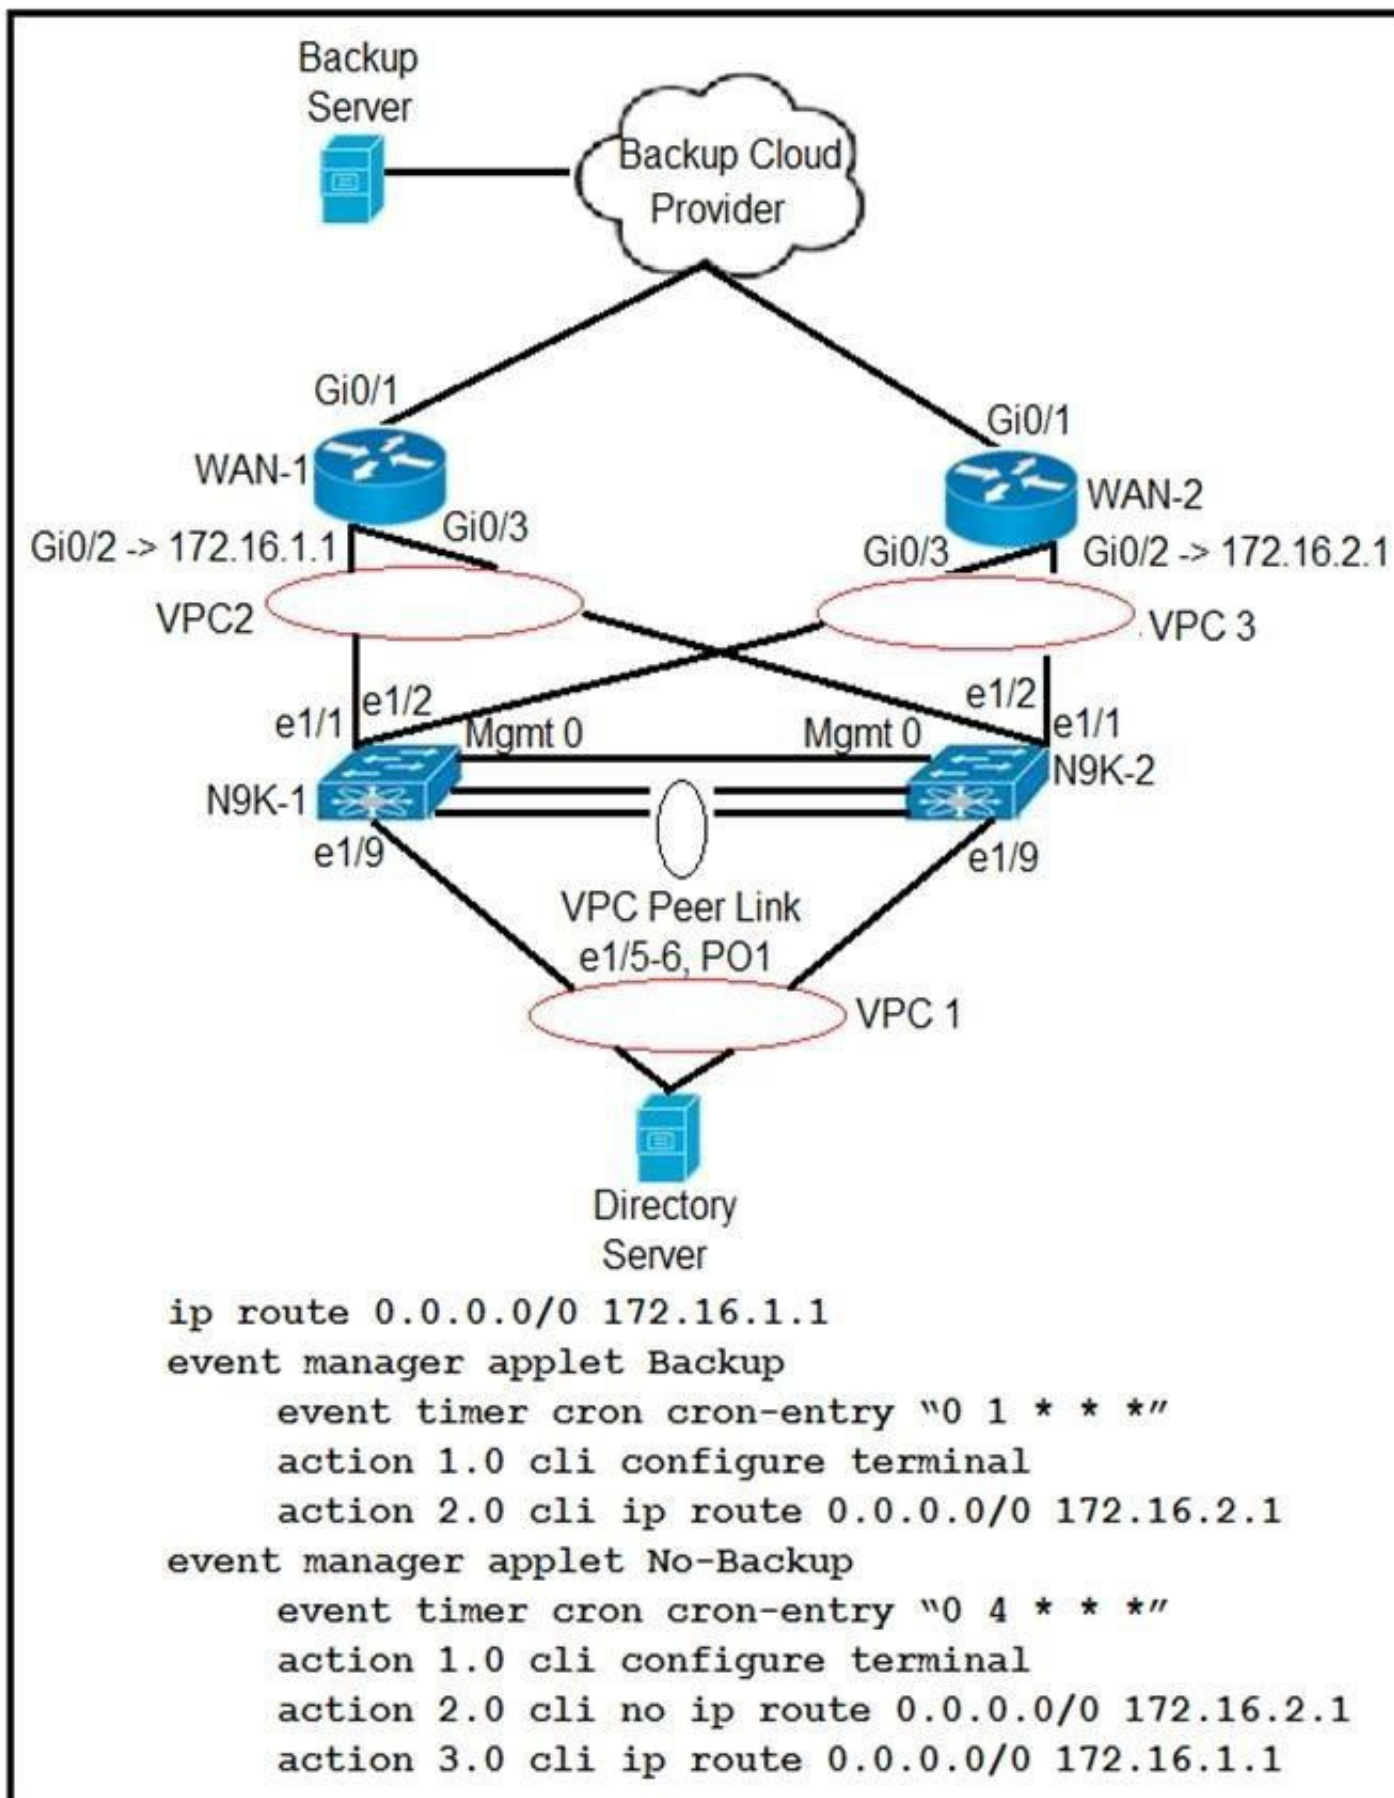 Backup
Server
Backup Cloud
Provider
Gi0/1
Gi0/1
WAN-1
WAN-2
Gi0/3
Gi0/2 -> 172.16.1.1
Gi0/3
Gi0/2 -> 172.16.2.1
VPC2
VPC 3
e1/2
e1/1
e1/2
e1/1
Mgmt 0
Mgmt 0
N9K-1
N9K-2
e1/9
e1/9
VPC Peer Link
e1/5-6, PO1
VPC 1
Directory
Server
ip route 0.0.0.0/0 172.16.1.1
event manager applet Backup
event timer cron cron-entry “0 1 * * *”
action 1.0 cli configure terminal
action 2.0 cli ip route 0.0.0.0/0 172.16.2.1
event manager applet No-Backup
event timer cron cron-entry “0 4 * * *”
action 1.0 cli configure terminal
action 2.0 cli no ip route 0.0.0.0/0 172.16.2.1
action 3.0 cli ip route 0.0.0.0/0 172.16.1.1